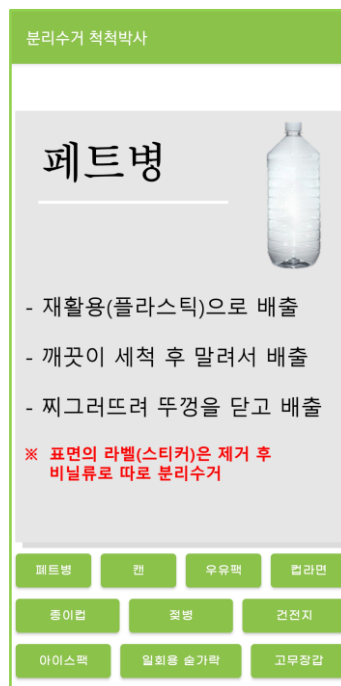 분리수거 척척박사
페트병
- 재활용(플라스틱)으로 배출
- 깨끗이 세척 후 말려서 배출
- 찌그러뜨려 뚜껑을 닫고 배출
※ 표면의 라벨(스티커)은 제거 후
비닐류로 따로 분리수거
페트병 캔 우유팩 컵라면
종이컵 젖병 건전지
아이스팩 일회용 숟가락 고무장갑